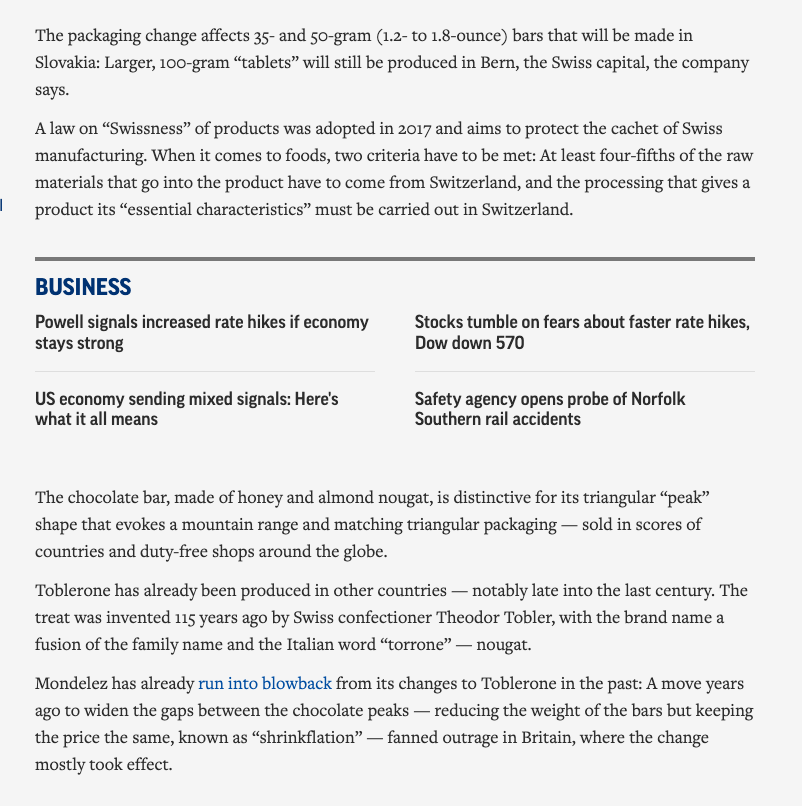 The packaging change affects 35- and 50-gram (1.2- to 1.8-ounce) bars that will be made in
Slovakia: Larger, 100-gram “tablets” will still be produced in Bern, the Swiss capital, the company
says.
A law on “Swissness” of products was adopted in 2017 and aims to protect the cachet of Swiss
manufacturing. When it comes to foods, two criteria have to be met: At least four-fifths of the raw
materials that go into the product have to come from Switzerland, and the processing that gives a
product its “essential characteristics” must be carried out in Switzerland.
BUSINESS
Powell signals increased rate hikes if economy
stays strong
Stocks tumble on fears about faster rate hikes,
Dow down 570
US economy sending mixed signals: Here's
what it all means
Safety agency opens probe of Norfolk
Southern rail accidents
The chocolate bar, made of honey and almond nougat, is distinctive for its triangular “peak”
shape that evokes a mountain range and matching triangular packaging — sold in scores of
countries and duty-free shops around the globe.
Toblerone has already been produced in other countries — notably late into the last century. The
treat was invented 115 years ago by Swiss confectioner Theodor Tobler, with the brand name a
fusion of the family name and the Italian word “torrone” — nougat.
Mondelez has already run into blowback from its changes to Toblerone in the past: A move years
ago to widen the gaps between the chocolate peaks — reducing the weight of the bars but keeping
the price the same, known as “shrinkflation” — fanned outrage in Britain, where the change
mostly took effect.